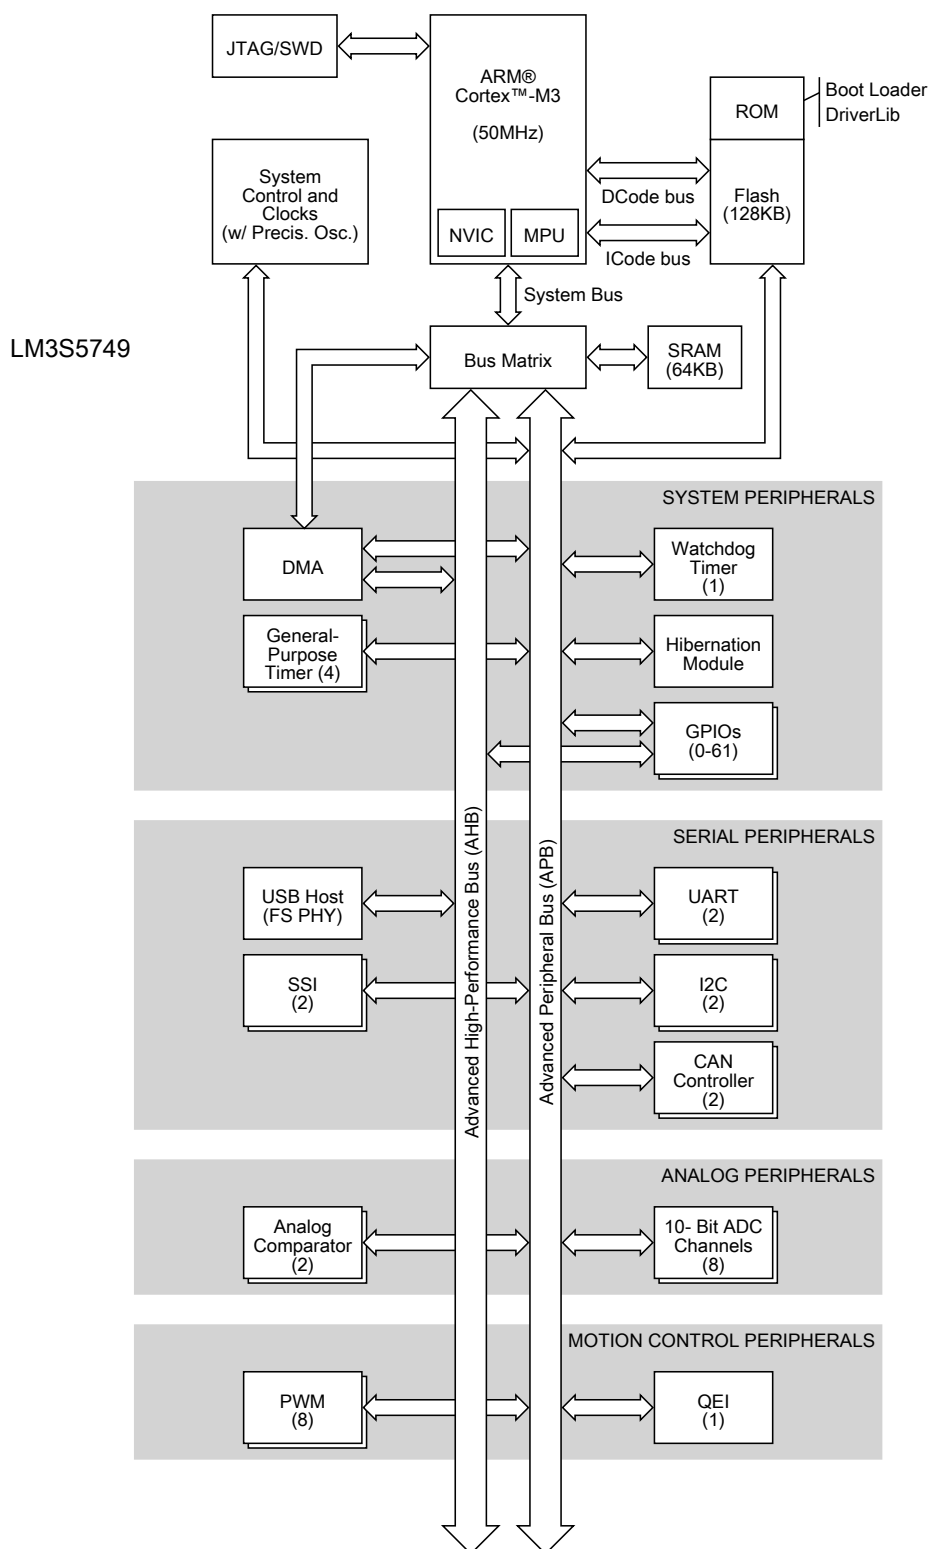 JTAG/SWD
ARM®
Cortex™-M3
(50MHz)
NVIC
MPU
ROM
Boot Loader
DriverLib
Flash
(128KB)
DCode bus
ICode bus
System
Control and
Clocks
(w/ Precis. Osc.)
System Bus
LM3S5749
Bus Matrix
SRAM
(64KB)
SYSTEM PERIPHERALS
DMA
Watchdog
Timer
(1)
General-
Purpose
Timer (4)
Hibernation
Module
GPIOs
(0-61)
Advanced High-Performance Bus (AHB)
Advanced Peripheral Bus (APB)
SERIAL PERIPHERALS
USB Host
(FS PHY)
UART
(2)
SSI
(2)
I2C
(2)
CAN
Controller
(2)
ANALOG PERIPHERALS
Analog
Comparator
(2)
10- Bit ADC
Channels
(8)
MOTION CONTROL PERIPHERALS
PWM
(8)
QEI
(1)